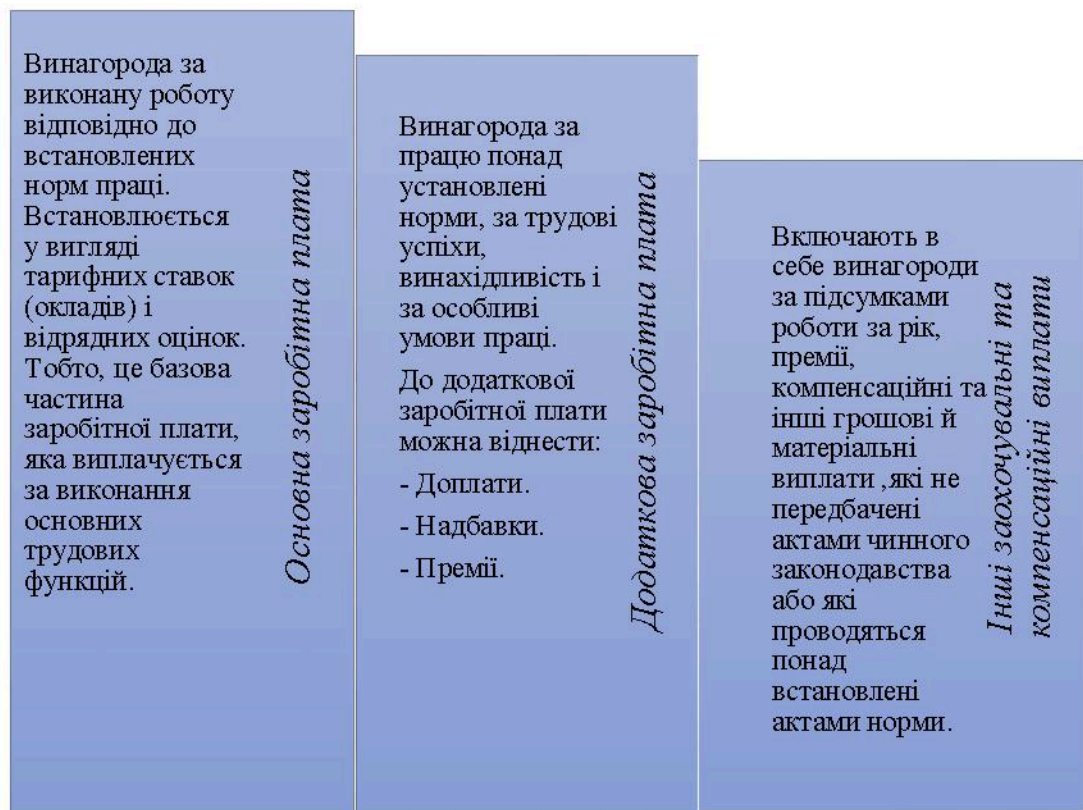 Винагорода за
виконану роботу
відповідно до
встановлених
норм праці.
Встановлюється
у вигляді
тарифних ставок
(окладів) і
відрядних оцінок.
Тобто, це базова
частина
заробітної плати,
яка виплачується
за виконання
основних
трудових
функцій.
Основна заробітна плата
Винагорода за
працю понад
установлені
норми, за трудові
успіхи,
винахідливість і
за особливі
умови праці.
До додаткової
заробітної плати
можна віднести:
- Доплати.
- Надбавки.
- Премії.
Додаткова заробітна плата
Включають в
себе винагороди
за підсумками
роботи за рік,
премії,
компенсаційні та
інші грошові й
матеріальні
виплати ,які не
передбачені
актами чинного
законодавства
або які
проводяться
понад
встановлені
актами норми.
Інші заохочувальні та
компенсаційні виплати